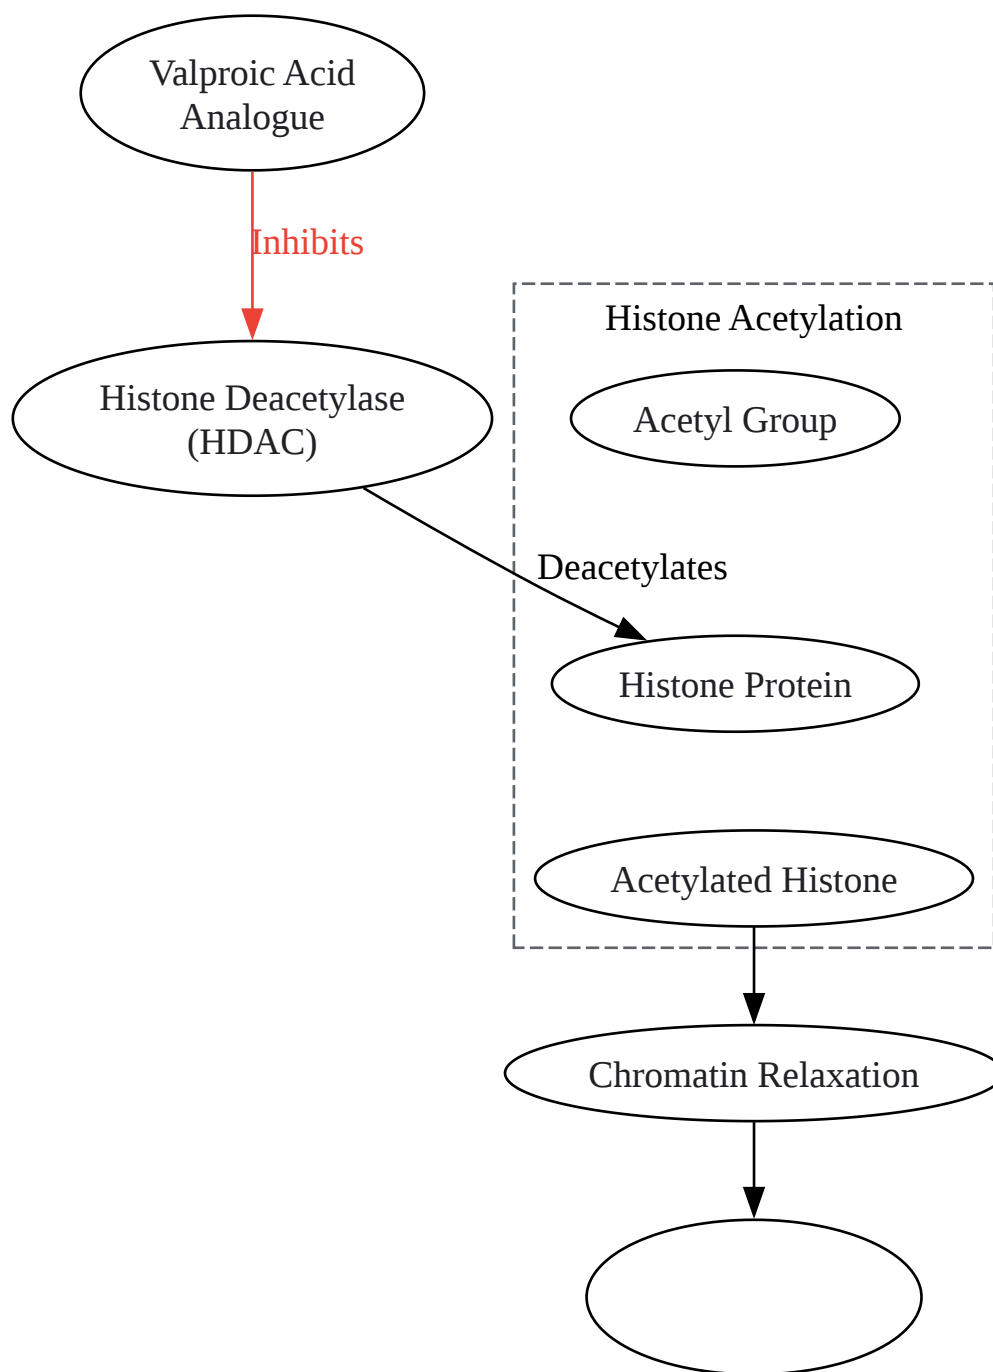 Valproic Acid
Analogue
Inhibits
Histone Deacetylase
(HDAC)
Histone Acetylation
Acetyl Group
Deacetylates
Histone Protein
Acetylated Histone
Chromatin Relaxation